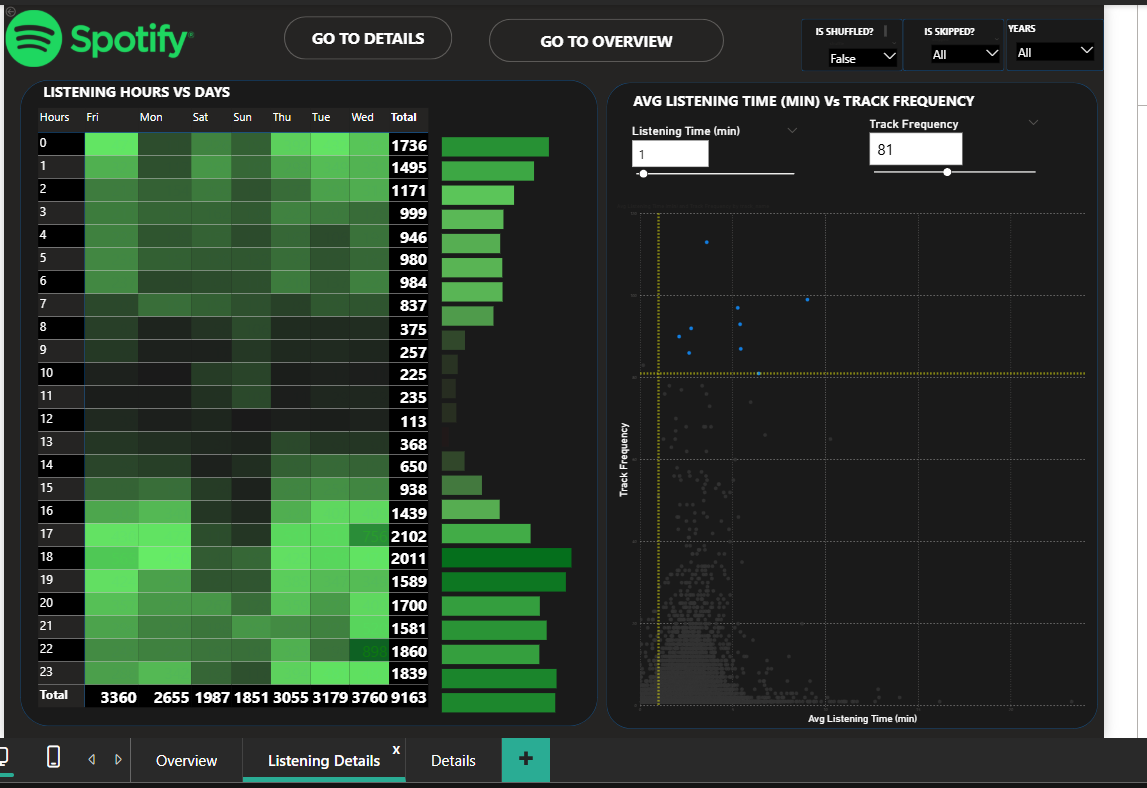 Spotify®
GO TO DETAILS
GO TO OVERVIEW
IS SHUFFLED?
False
IS SKIPPED?
All
YEARS
All
LISTENING HOURS VS DAYS
Hours Fri Mon Sat Sun Thu Tue Wed Total
0 1736
1 1495
2 1171
3 999
4 946
5 980
6 984
7 837
8 375
9 257
10 225
11 235
12 113
13 368
14 650
15 938
16 1439
17 2102
18 2011
19 1589
20 1700
21 1581
22 1860
23 1839
Total 3360 2655 1987 1851 3055 3179 3760 9163
AVG LISTENING TIME (MIN) Vs TRACK FREQUENCY
Listening Time (min)
1
Track Frequency
81
Track Frequency
Avg Listening Time (min)
Overview
Listening Details
x
Details
+